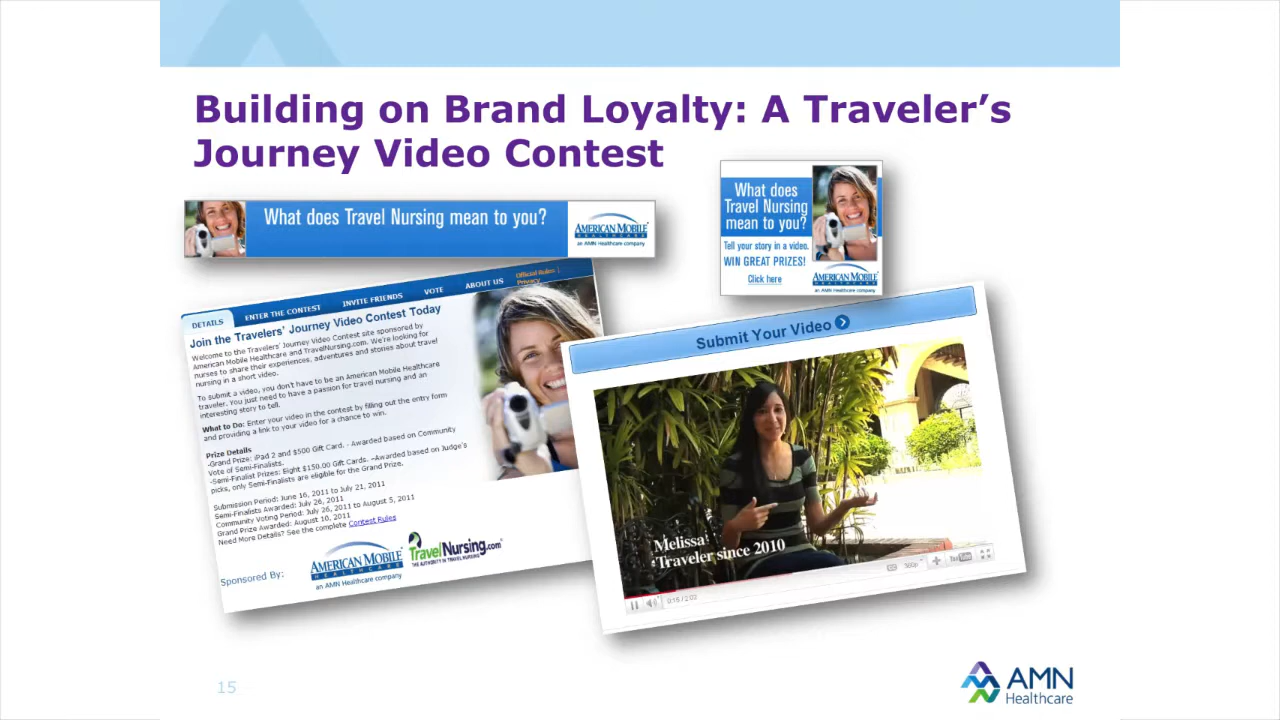 Building on Brand Loyalty: A Traveler’s
Journey Video Contest
What does Travel Nursing mean to you?
AMERICAN MOBILE
HEALTHCARE
an AMN Healthcare company
What does
Travel Nursing
mean to you?
Tell your story in a video.
WIN GREAT PRIZES!
Click here
AMERICAN MOBILE
HEALTHCARE
an AMN Healthcare company
DETAILS
ENTER THE CONTEST
INVITE FRIENDS
VOTE
ABOUT US
Official Rules |
Privacy
Join the Travelers' Journey Video Contest Today
Welcome to the Travelers' Journey Video Contest site sponsored by
American Mobile Healthcare and TravelNursing.com. We're looking for
nurses to share their experiences, adventures and stories about travel
nursing in a short video.
To submit a video, you don't have to be an American Mobile Healthcare
traveler. You just need to have a passion for travel nursing and an
interesting story to tell.
What to Do: Enter your video in the contest by filling out the entry form
and providing a link to your video for a chance to win.
Prize Details
-Grand Prize: iPad 2 and $500 Gift Card. - Awarded based on Community
Vote of Semi-Finalists.
-Semi-Finalist Prizes: Eight $150.00 Gift Cards. -Awarded based on Judge's
picks, only Semi-Finalists are eligible for the Grand Prize.
Submission Period: June 16, 2011 to July 21, 2011
Semi-Finalists Awarded: July 26, 2011
Community Voting Period: July 26, 2011 to August 5, 2011
Grand Prize Awarded: August 10, 2011
Need More Details? See the complete Contest Rules
Sponsored By:
AMERICAN MOBILE
HEALTHCARE
an AMN Healthcare company
TravelNursing.com
THE AUTHORITY IN TRAVEL NURSING
Submit Your Video
Melissa
Traveler since 2010
0:15 / 2:02
360p
YouTube
15
AMN
Healthcare